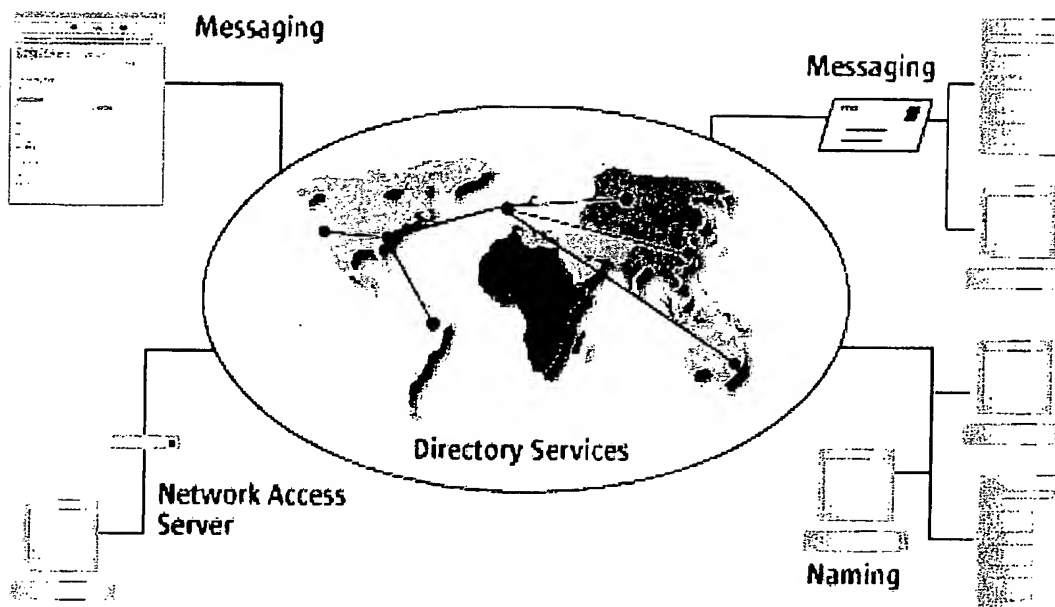 Messaging
Messaging
Directory Services
Network Access
Server
Naming